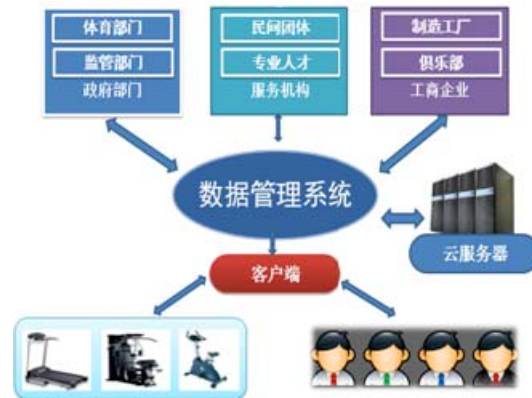 体育部门
监管部门
政府部门
民间团体
专业人才
服务机构
制造工厂
俱乐部
工商企业
数据管理系统
云服务器
客户端